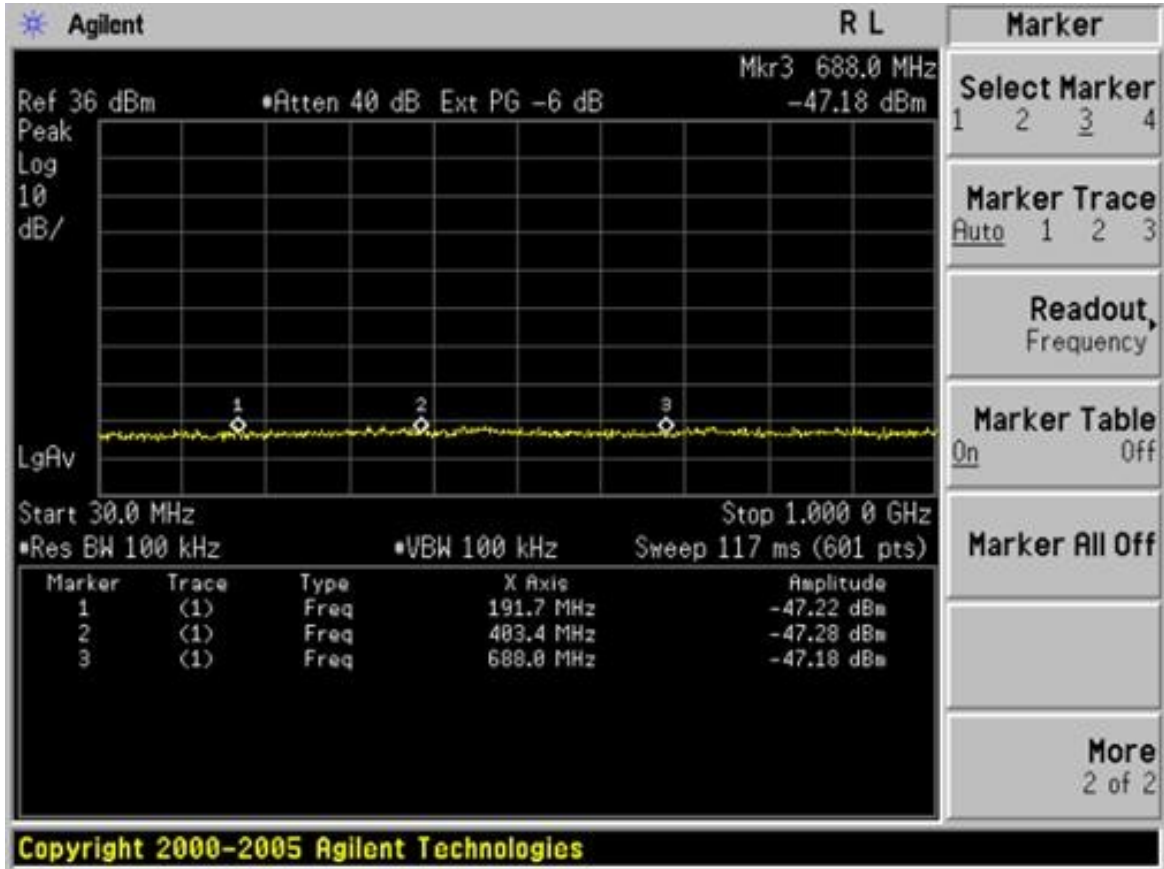 Agilent R L
Mkr3 688.0 MHz
Ref 36 dBm •Atten 40 dB Ext PG -6 dB -47.18 dBm
Peak
Log
10
dB/
1 2 3
LgAv
Start 30.0 MHz Stop 1.000 0 GHz
•Res BW 100 kHz •VBW 100 kHz Sweep 117 ms (601 pts)
Marker Trace Type X Axis Amplitude
1 (1) Freq 191.7 MHz -47.22 dBm
2 (1) Freq 403.4 MHz -47.28 dBm
3 (1) Freq 688.0 MHz -47.18 dBm
Copyright 2000-2005 Agilent Technologies
Marker
Select Marker
1 2 3 4
Marker Trace
Auto 1 2 3
Readout
Frequency
Marker Table
On Off
Marker All Off
More
2 of 2